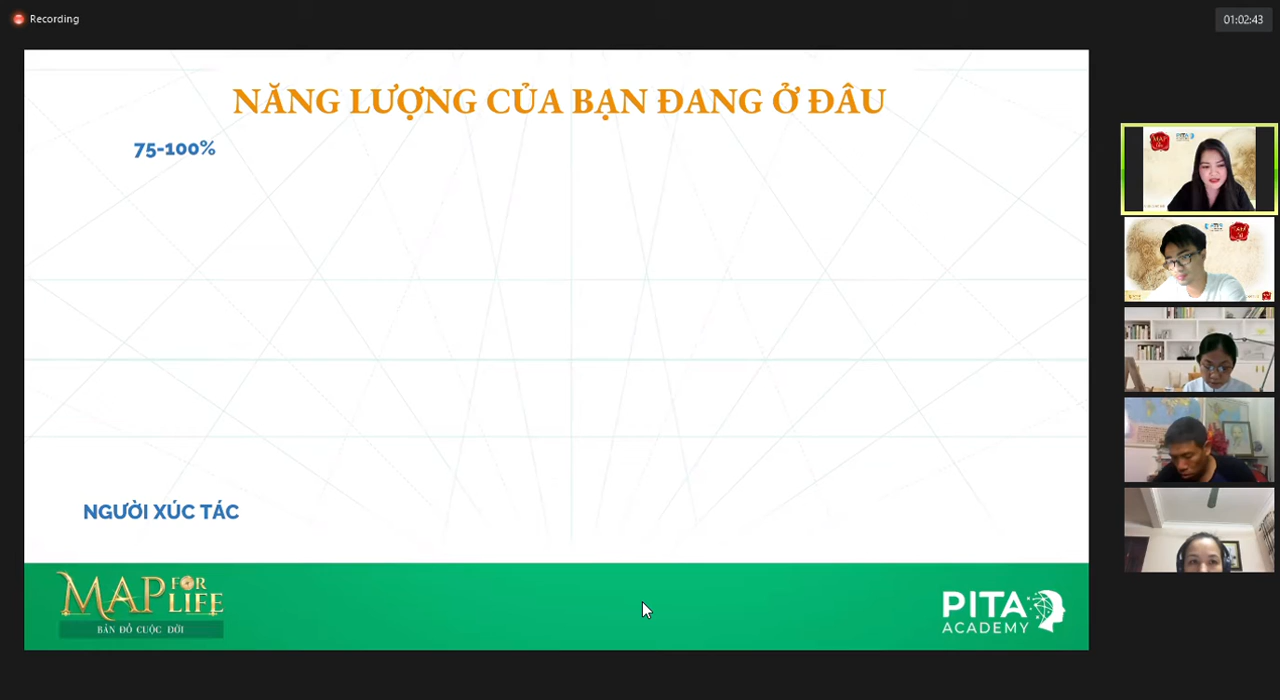 Recording
01:02:43
NĂNG LƯỢNG CỦA BẠN ĐANG Ở ĐÂU
75-100%
NGƯỜI XÚC TÁC
MAP FOR LIFE
BẢN ĐỒ CUỘC ĐỜI
PITA
ACADEMY